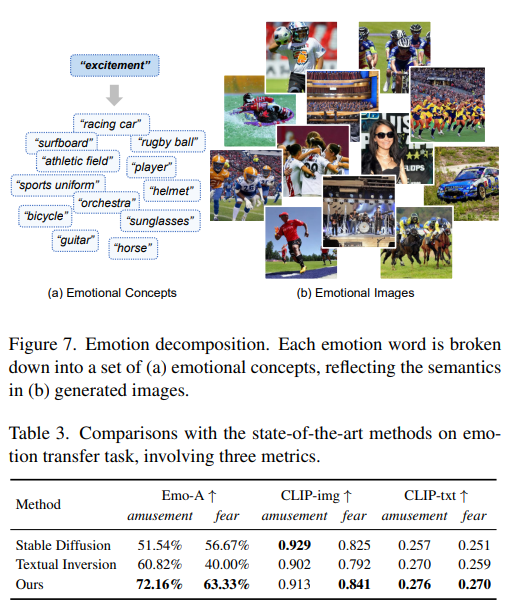 "excitement"
"racing car"
"surfboard"
"rugby ball"
"athletic field"
"player"
"sports uniform"
"helmet"
"orchestra"
"bicycle"
"sunglasses"
"guitar"
"horse"
(a) Emotional Concepts
(b) Emotional Images
Figure 7. Emotion decomposition. Each emotion word is broken
down into a set of (a) emotional concepts, reflecting the semantics
in (b) generated images.
Table 3. Comparisons with the state-of-the-art methods on emo-
tion transfer task, involving three metrics.
Method Emo-A ↑ CLIP-img ↑ CLIP-txt ↑
amusement fear amusement fear amusement fear
Stable Diffusion 51.54% 56.67% 0.929 0.825 0.257 0.251
Textual Inversion 60.82% 40.00% 0.902 0.792 0.270 0.259
Ours 72.16% 63.33% 0.913 0.841 0.276 0.270